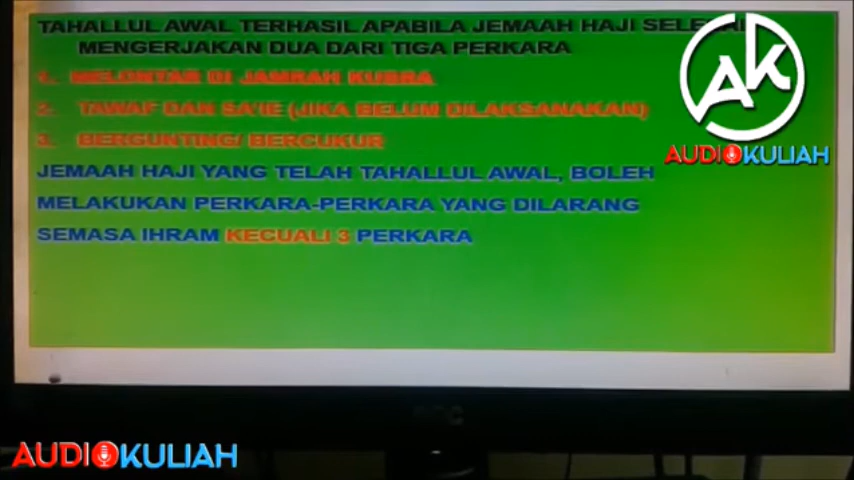 TAHALLUL AWAL TERHASIL APABILA JEMAAH HAJI
MENGERJAKAN DUA DARI TIGA PERKARA
1. MELONTAR DI JAMRAH KUBRA
2. TAWAF DAN SA'IE (JIKA BELUM DILAKSANAKAN)
3. BERGUNTING/ BERCUKUR
JEMAAH HAJI YANG TELAH TAHALLUL AWAL, BOLEH
MELAKUKAN PERKARA-PERKARA YANG DILARANG
SEMASA IHRAM KECUALI 3 PERKARA
AK
AUDIOKULIAH
AUDIOKULIAH